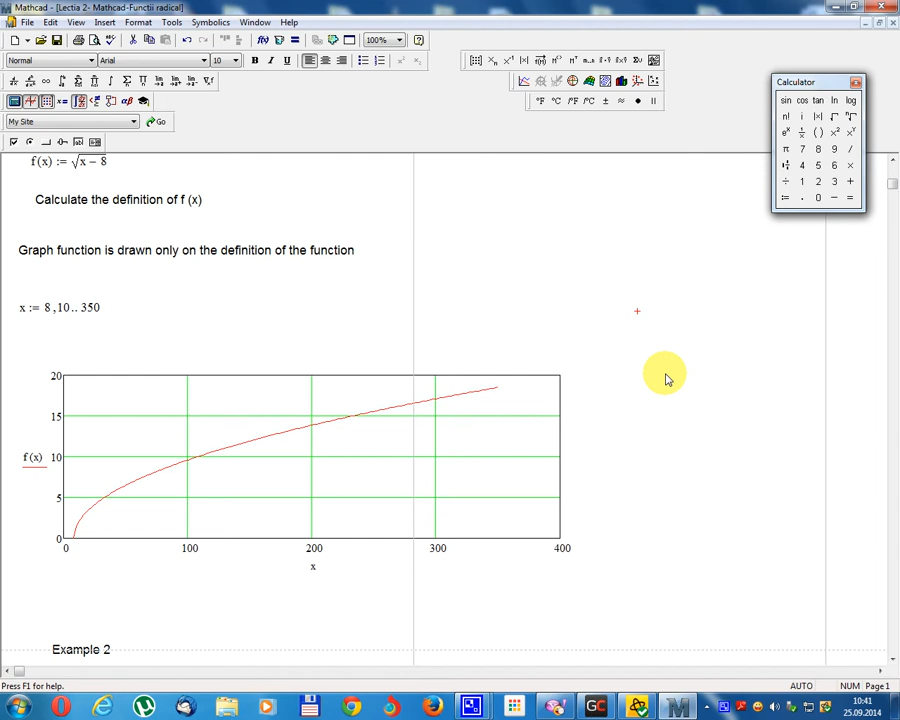 Mathcad - [Lectia 2- Mathcad-Functii radical]
File Edit View Insert Format Tools Symbolics Window Help
100%
Normal Arial 10 B I U
My Site Go
Calculator
sin cos tan ln log
n! i |×| √ ⁿ√
eˣ 1/x ( ) x² xʸ
π 7 8 9 /
4 5 6 ×
÷ 1 2 3 +
:= . 0 − =
f(x) := √x − 8
Calculate the definition of f (x)
Graph function is drawn only on the definition of the function
x := 8 ,10 .. 350
20
15
f(x) 10
5
0
0 100 200 300 400
x
Example 2
Press F1 for help. AUTO NUM Page 1
10:41
25.09.2014